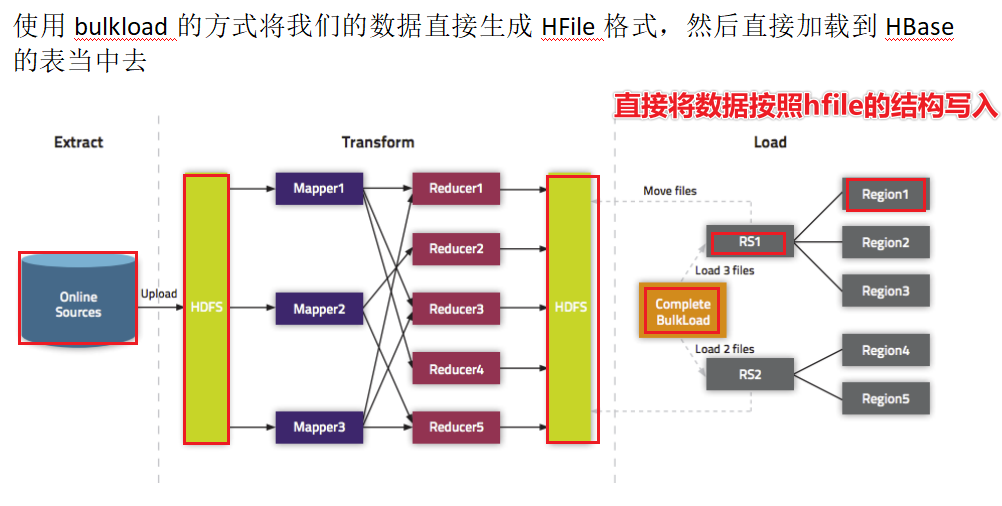 使用 bulkload 的方式将我们的数据直接生成 HFile 格式，然后直接加载到 HBase
的表当中去
直接将数据按照hfile的结构写入
Extract
Transform
Load
Online
Sources
Upload
HDFS
Mapper1
Mapper2
Mapper3
Reducer1
Reducer2
Reducer3
Reducer4
Reducer5
HDFS
Move files
RS1
Load 3 files
Complete
BulkLoad
Load 2 files
RS2
Region1
Region2
Region3
Region4
Region5